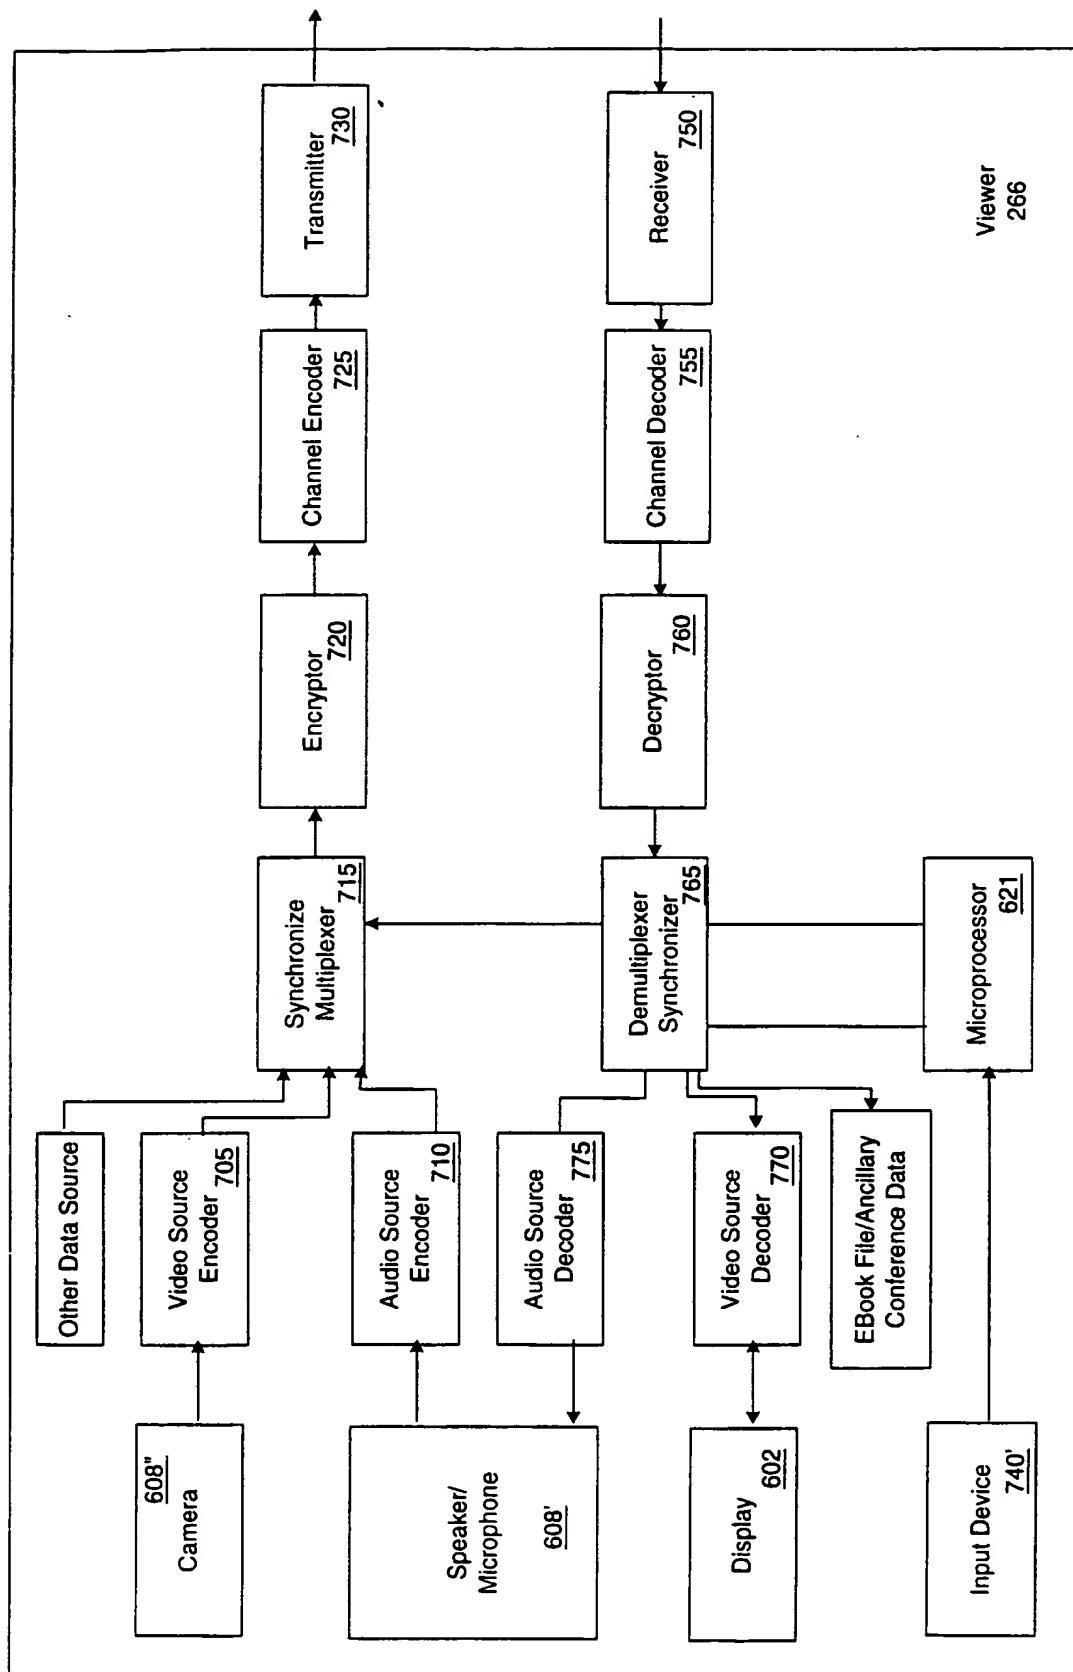 Other Data Source
608"
Camera
Video Source
Encoder
705
Synchronize
Multiplexer
715
Encryptor
720
Channel Encoder
725
Transmitter
730
Speaker/
Microphone
608'
Audio Source
Encoder
710
Audio Source
Decoder
775
Demultiplexer
Synchronizer
765
Decryptor
760
Channel Decoder
755
Receiver
750
Display
602
Video Source
Decoder
770
EBook File/Ancillary
Conference Data
Input Device
740'
Microprocessor
621
Viewer
266